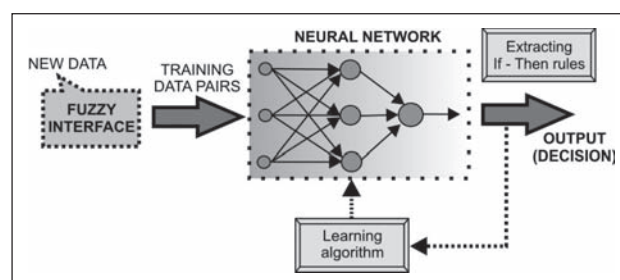 NEURAL NETWORK
Extracting
If - Then rules
NEW DATA
TRAINING
DATA PAIRS
FUZZY
INTERFACE
OUTPUT
(DECISION)
Learning
algorithm